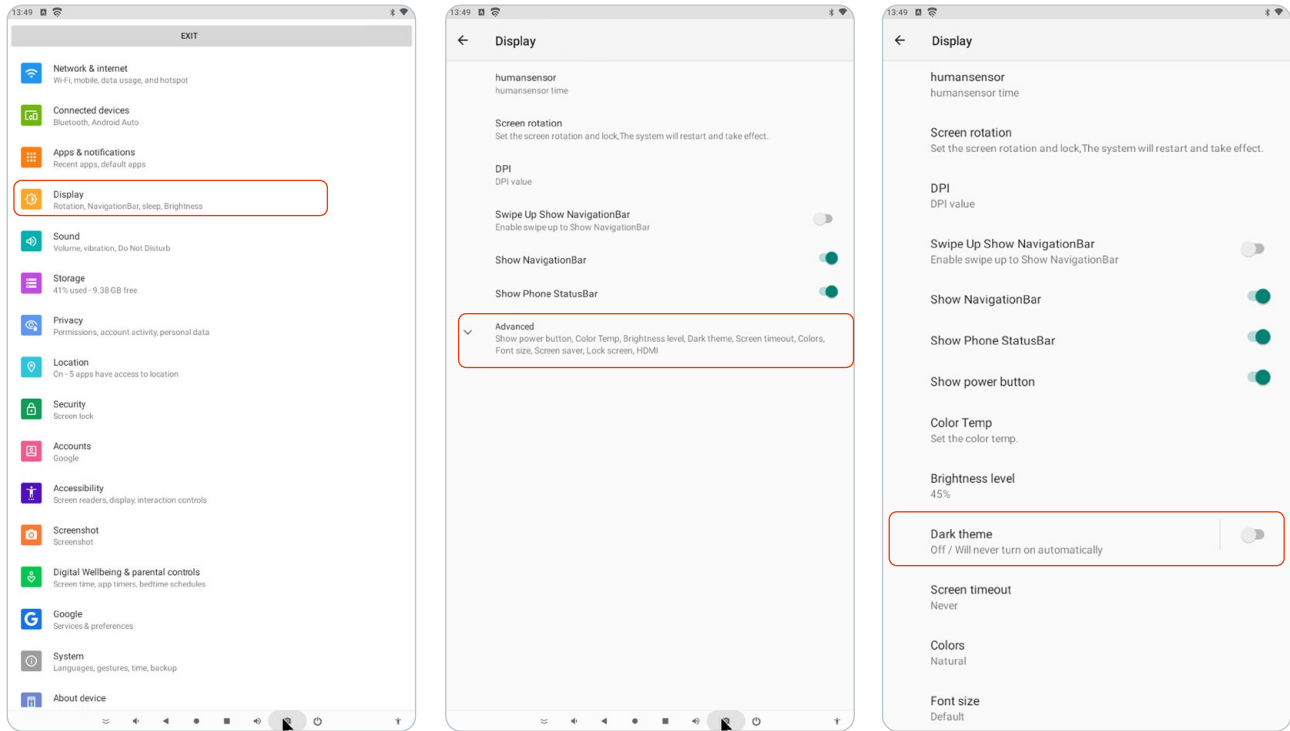 13:49
EXIT
Network & internet
Wi-Fi, mobile, data usage, and hotspot
Connected devices
Bluetooth, Android Auto
Apps & notifications
Recent apps, default apps
Display
Rotation, NavigationBar, sleep, Brightness
Sound
Volume, vibration, Do Not Disturb
Storage
41% used - 9.38 GB free
Privacy
Permissions, account activity, personal data
Location
On - 5 apps have access to location
Security
Screen lock
Accounts
Google
Accessibility
Screen readers, display, interaction controls
Screenshot
Screenshot
Digital Wellbeing & parental controls
Screen time, app timers, bedtime schedules
Google
Services & preferences
System
Languages, gestures, time, backup
About device
13:49
Display
humansensor
humansensor time
Screen rotation
Set the screen rotation and lock,The system will restart and take effect.
DPI
DPI value
Swipe Up Show NavigationBar
Enable swipe up to Show NavigationBar
Show NavigationBar
Show Phone StatusBar
Advanced
Show power button, Color Temp, Brightness level, Dark theme, Screen timeout, Colors,
Font size, Screen saver, Lock screen, HDMI
13:49
Display
humansensor
humansensor time
Screen rotation
Set the screen rotation and lock,The system will restart and take effect.
DPI
DPI value
Swipe Up Show NavigationBar
Enable swipe up to Show NavigationBar
Show NavigationBar
Show Phone StatusBar
Show power button
Color Temp
Set the color temp.
Brightness level
45%
Dark theme
Off / Will never turn on automatically
Screen timeout
Never
Colors
Natural
Font size
Default